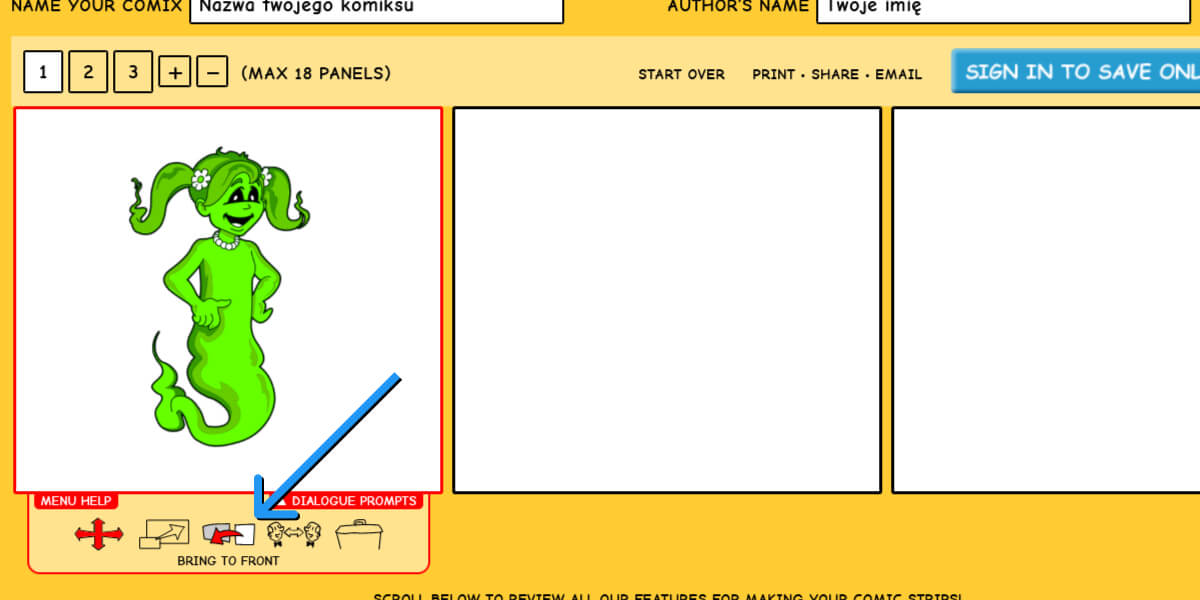 NAME YOUR COMIX Nazwa twojego komiksu AUTHOR'S NAME Twoje imię
1 2 3 + − (MAX 18 PANELS) START OVER PRINT • SHARE • EMAIL SIGN IN TO SAVE ONL
MENU HELP DIALOGUE PROMPTS
BRING TO FRONT
SCROLL BELOW TO REVIEW ALL OUR FEATURES FOR MAKING YOUR COMIC STRIPS!